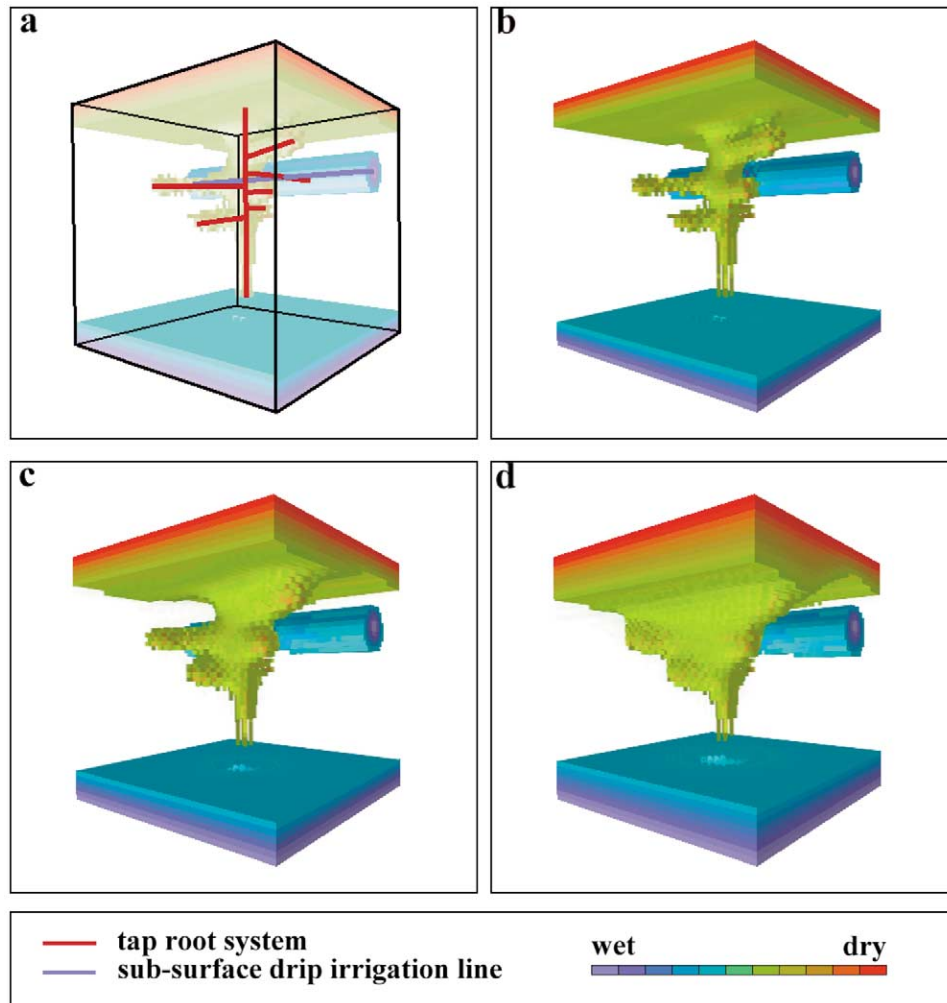 a
b
c
d
tap root system
sub-surface drip irrigation line
wet dry